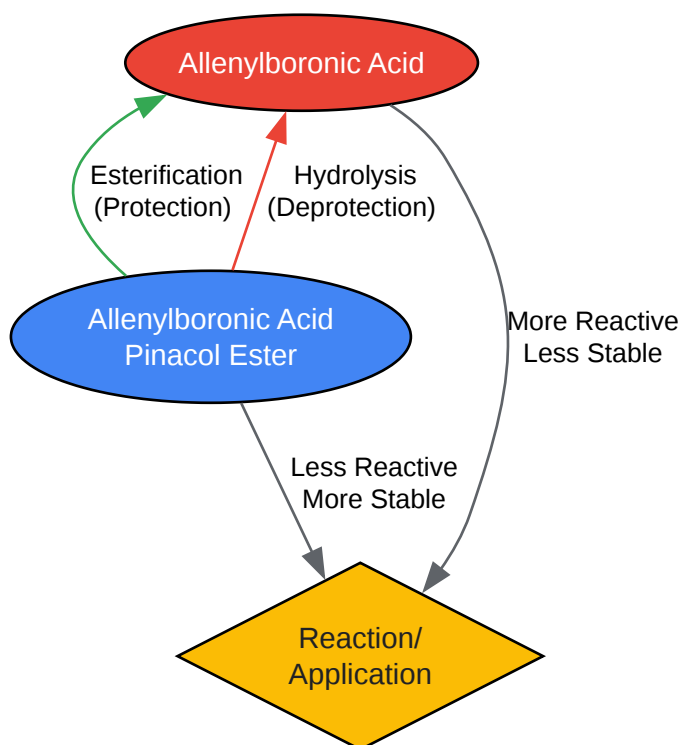 Allenylboronic Acid
Esterification
(Protection)
Hydrolysis
(Deprotection)
Allenylboronic Acid
Pinacol Ester
More Reactive
Less Stable
Less Reactive
More Stable
Reaction/
Application